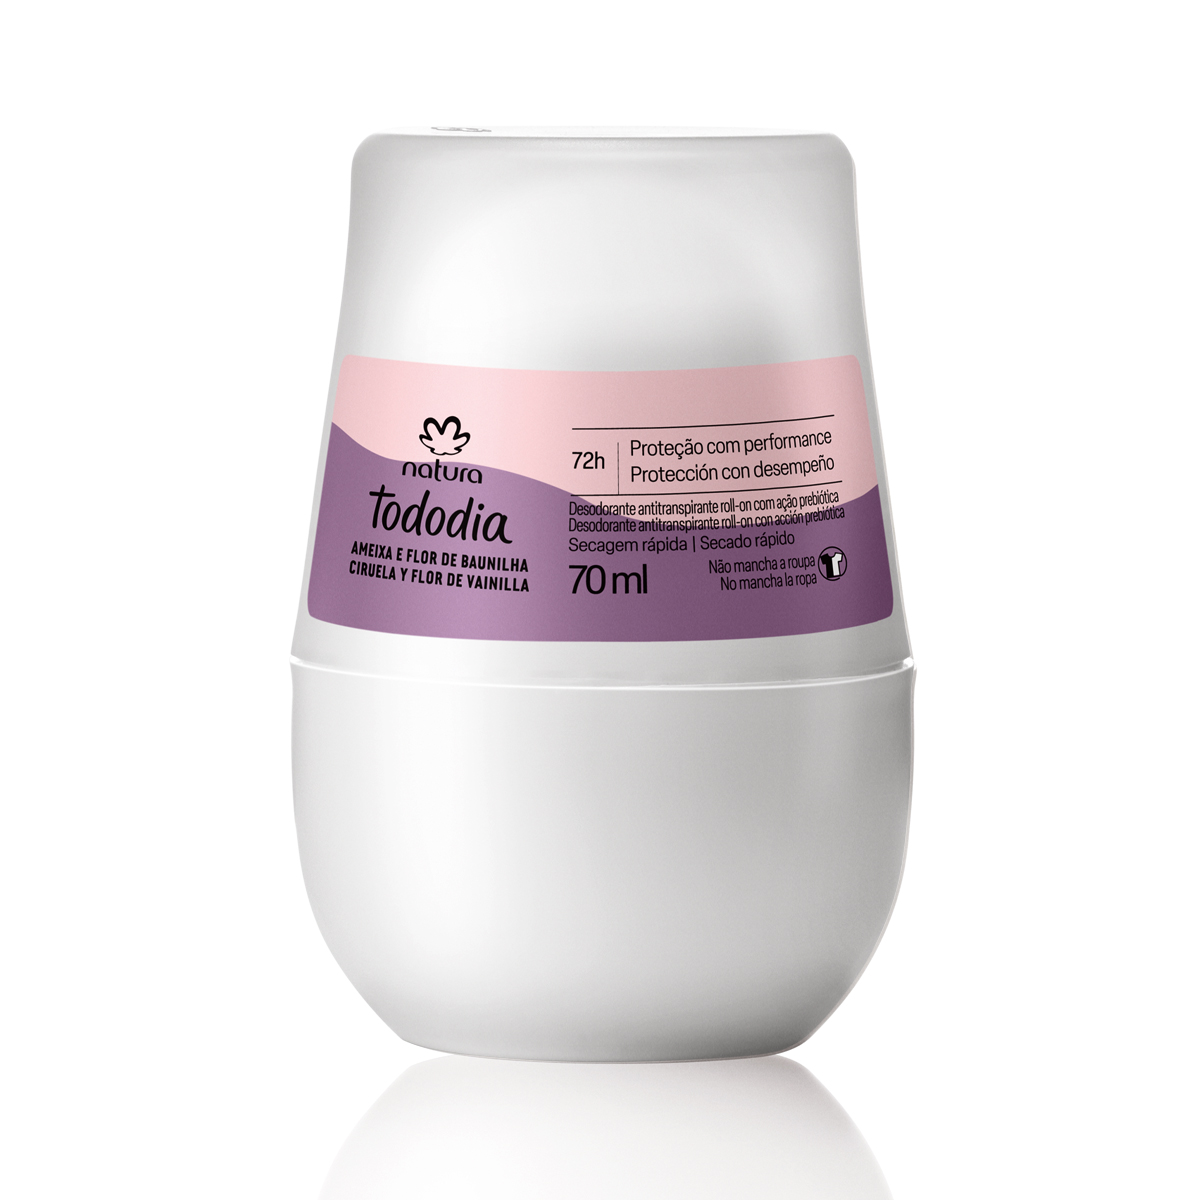 natura
Tododia
AMEIXA E FLOR DE BAUNILHA
CIRUELA Y FLOR DE VAINILLA
72h
Proteção com performance
Protección con desempeño
Desodorante antitranspirante roll-on com ação prebiótica
Desodorante antitranspirante roll-on con acción prebiótica
Secagem rápida | Secado rápido
70 ml
Não mancha a roupa
No mancha la ropa